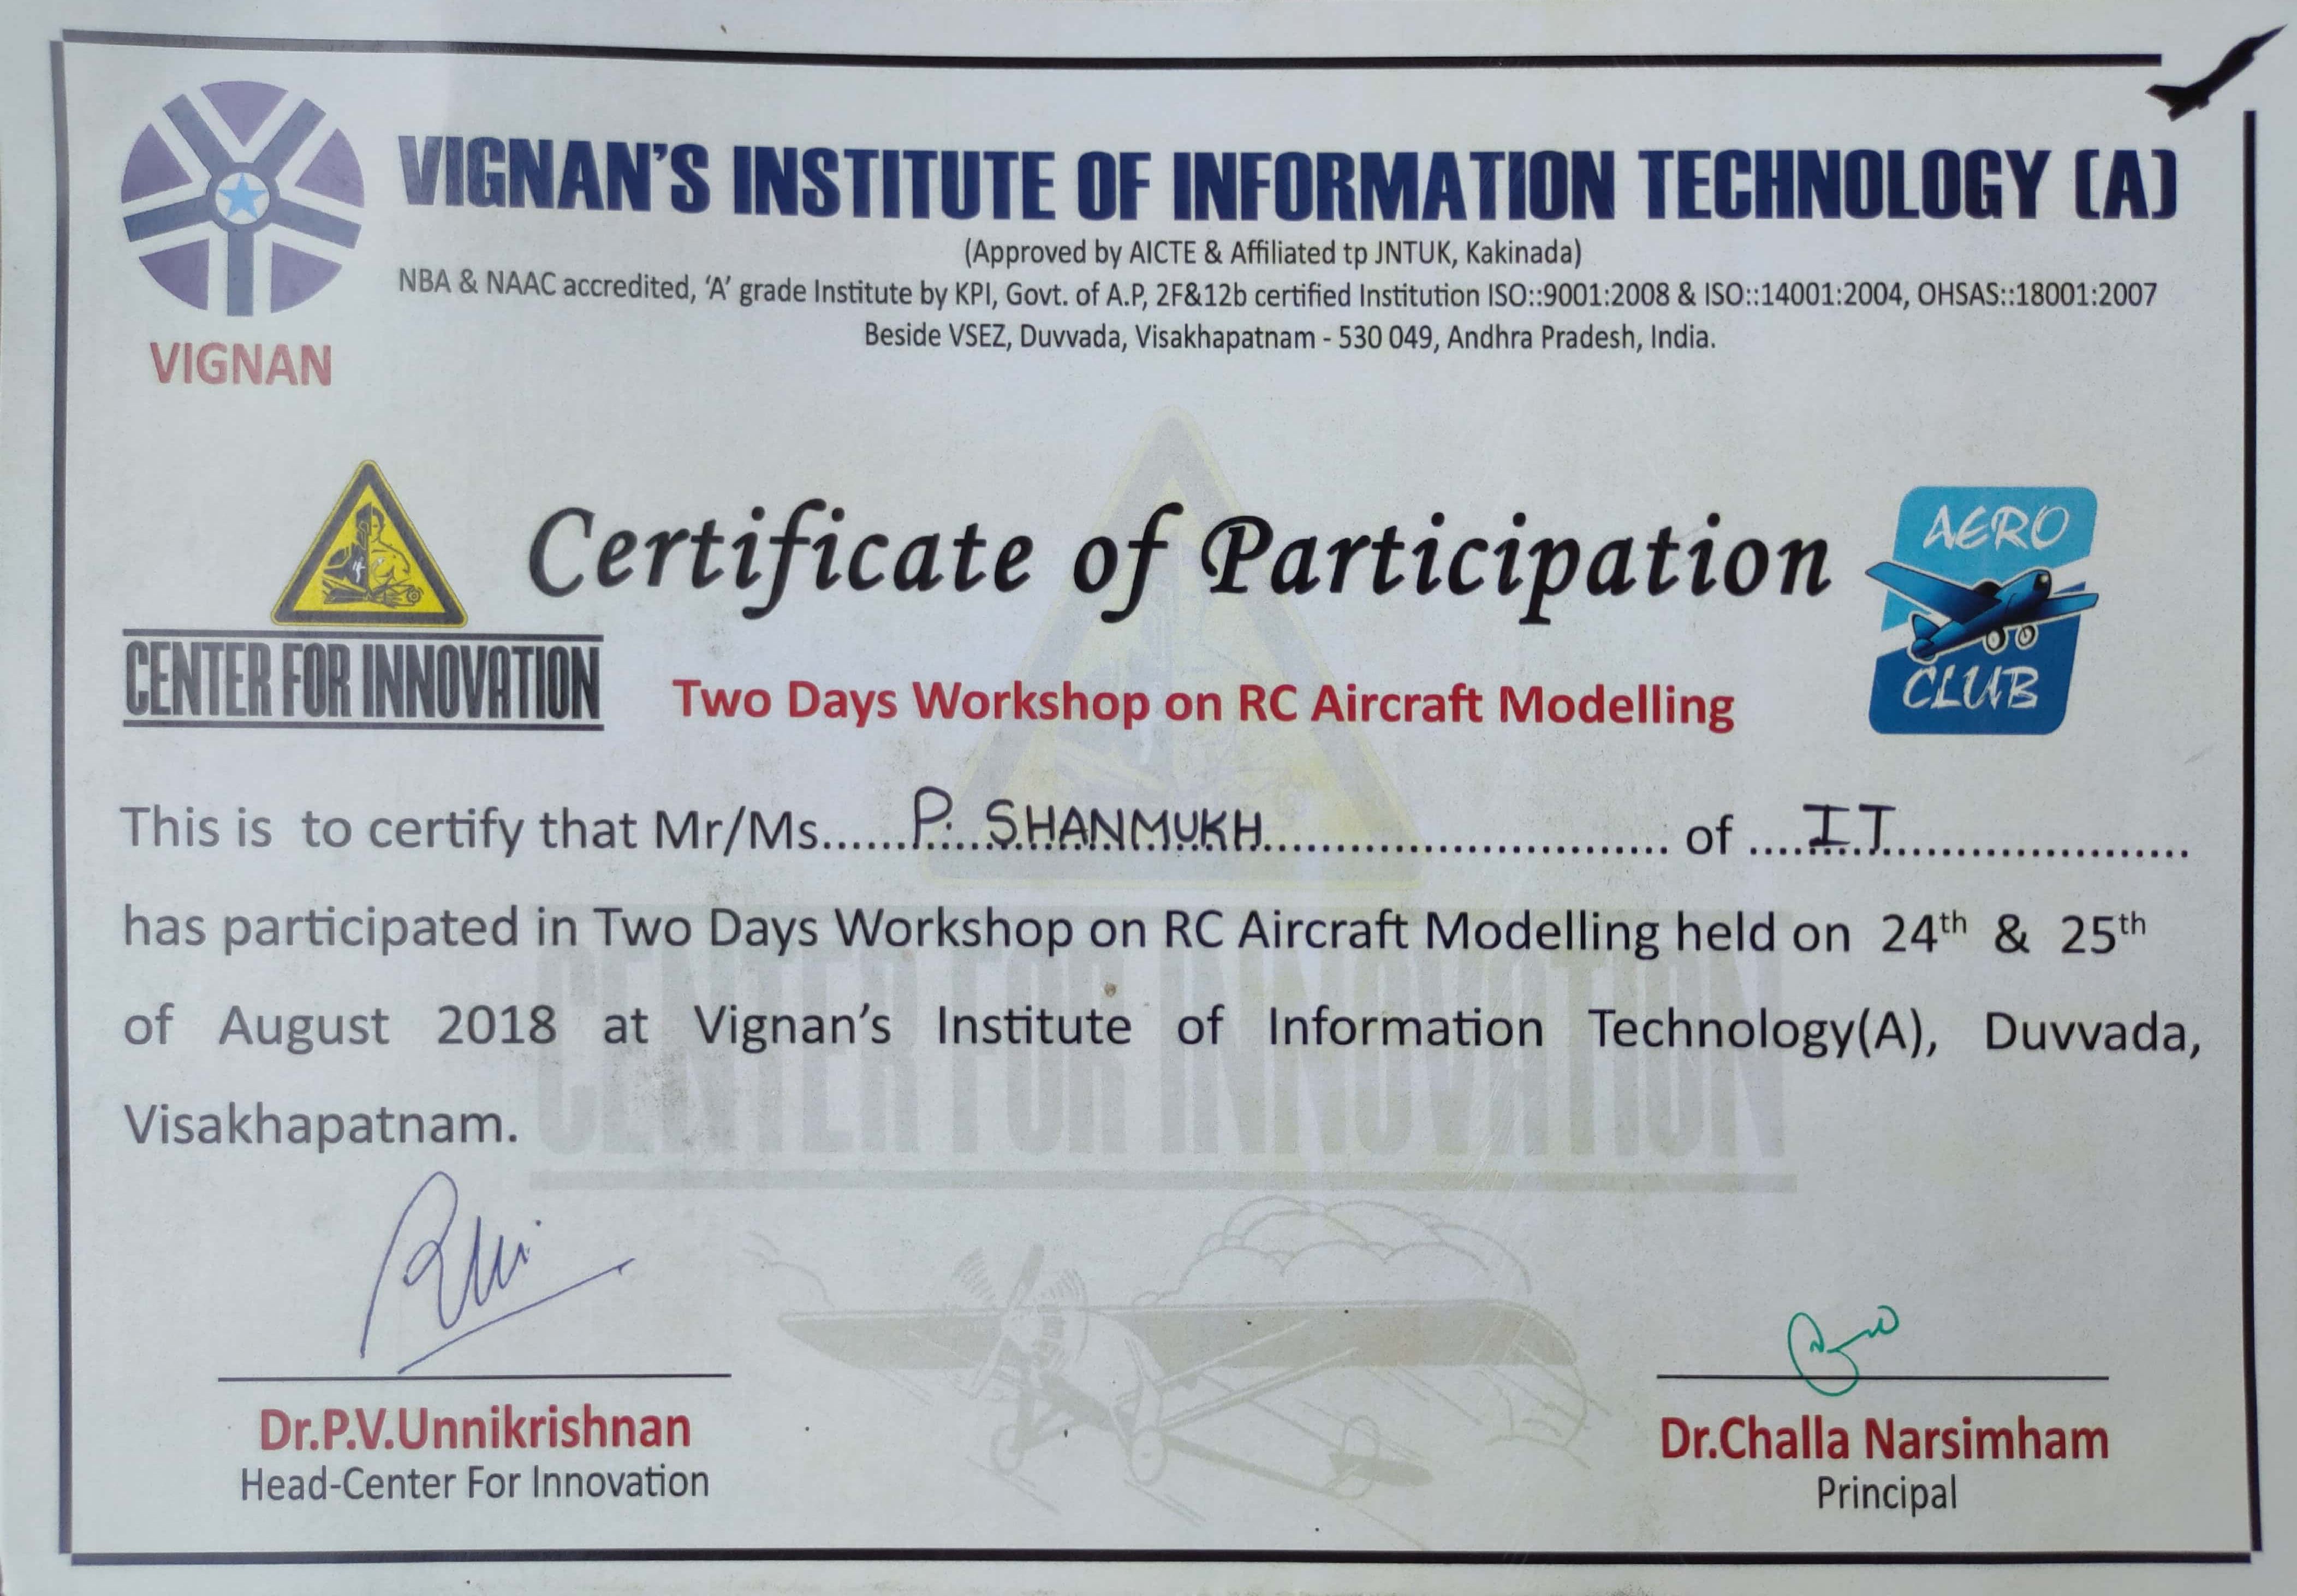 VIGNAN'S INSTITUTE OF INFORMATION TECHNOLOGY (A)
(Approved by AICTE & Affiliated tp JNTUK, Kakinada)
NBA & NAAC accredited, 'A' grade Institute by KPI, Govt. of A.P, 2F&12b certified Institution ISO::9001:2008 & ISO::14001:2004, OHSAS::18001:2007
Beside VSEZ, Duvvada, Visakhapatnam - 530 049, Andhra Pradesh, India.
VIGNAN
Certificate of Participation
AERO
CLUB
CENTER FOR INNOVATION
Two Days Workshop on RC Aircraft Modelling
This is to certify that Mr/Ms......P. SHANMUKH.............................. of ....IT......................
has participated in Two Days Workshop on RC Aircraft Modelling held on 24th & 25th
of August 2018 at Vignan's Institute of Information Technology(A), Duvvada,
Visakhapatnam.
CENTER FOR INNOVATION
Dr.P.V.Unnikrishnan
Head-Center For Innovation
Dr.Challa Narsimham
Principal